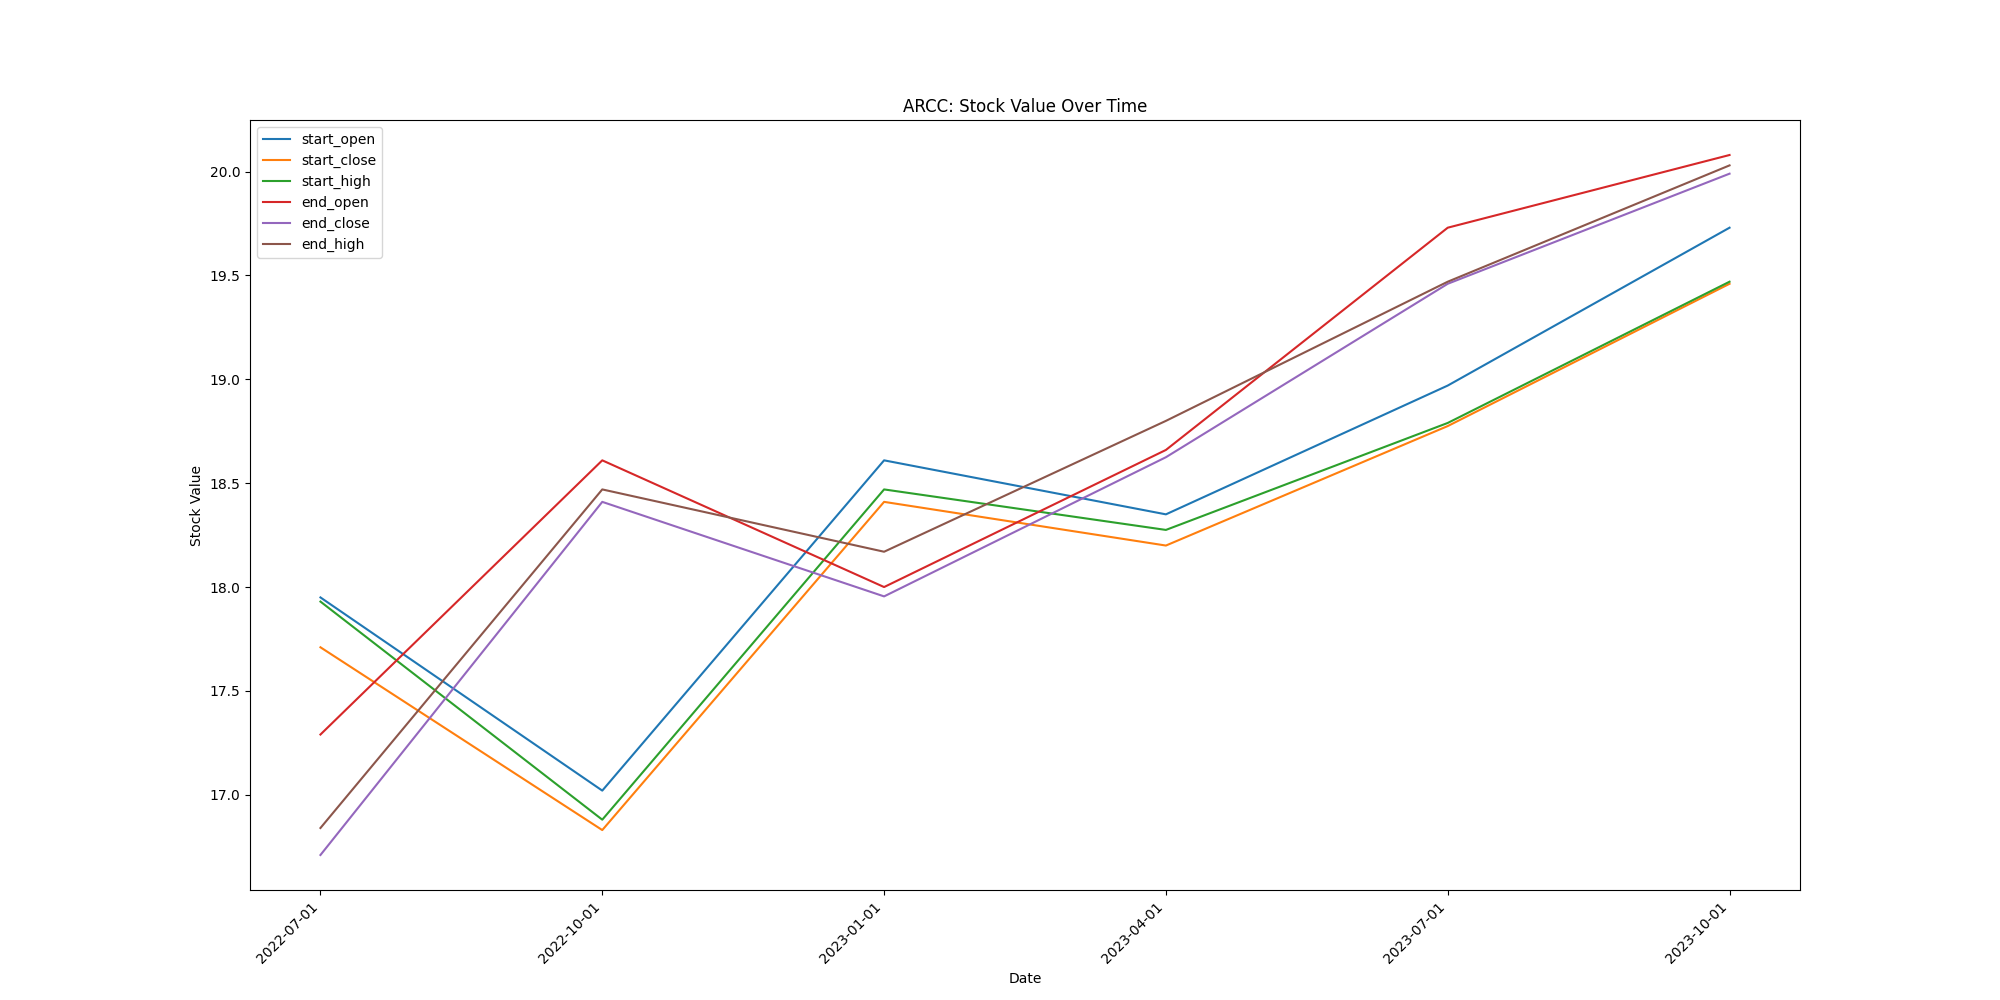 ARCC: Stock Value Over Time
start_open
start_close
start_high
end_open
end_close
end_high
Stock Value
20.0
19.5
19.0
18.5
18.0
17.5
17.0
2022-07-01
2022-10-01
2023-01-01
2023-04-01
2023-07-01
2023-10-01
Date